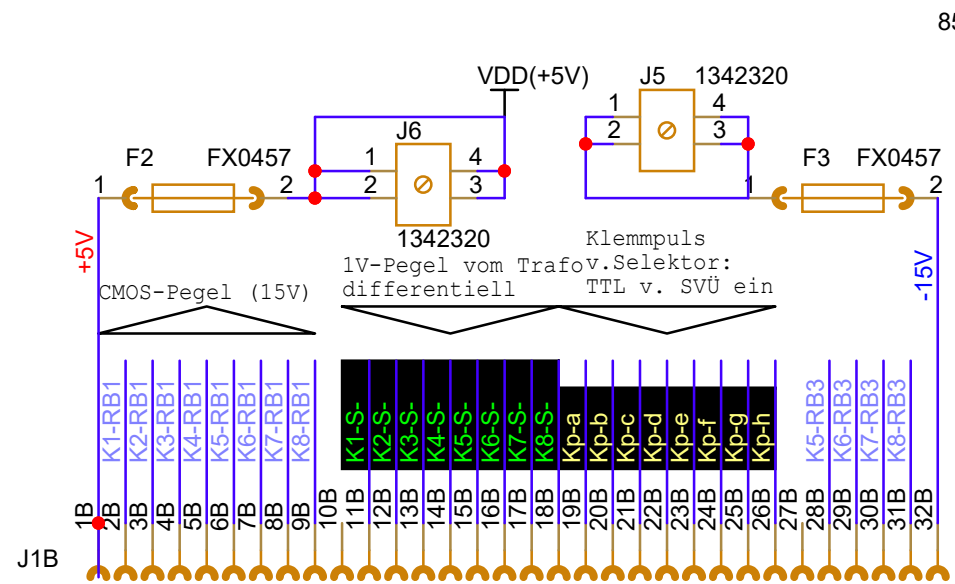 85
VDD(+5V)
J5
1342320
1
4
2
3
J6
1
4
2
3
1342320
F2
FX0457
1
2
F3
FX0457
1
2
+5V
-15V
CMOS-Pegel (15V)
1V-Pegel vom Trafo
differentiell
Klemmpuls
v.Selektor:
TTL v. SVÜ ein
K1-RB1
K2-RB1
K3-RB1
K4-RB1
K5-RB1
K6-RB1
K7-RB1
K8-RB1
K1-S-
K2-S-
K3-S-
K4-S-
K5-S-
K6-S-
K7-S-
K8-S-
Kp-a
Kp-b
Kp-c
Kp-d
Kp-e
Kp-f
Kp-g
Kp-h
K5-RB3
K6-RB3
K7-RB3
K8-RB3
1B
2B
3B
4B
5B
6B
7B
8B
9B
10B
11B
12B
13B
14B
15B
16B
17B
18B
19B
20B
21B
22B
23B
24B
25B
26B
27B
28B
29B
30B
31B
32B
J1B